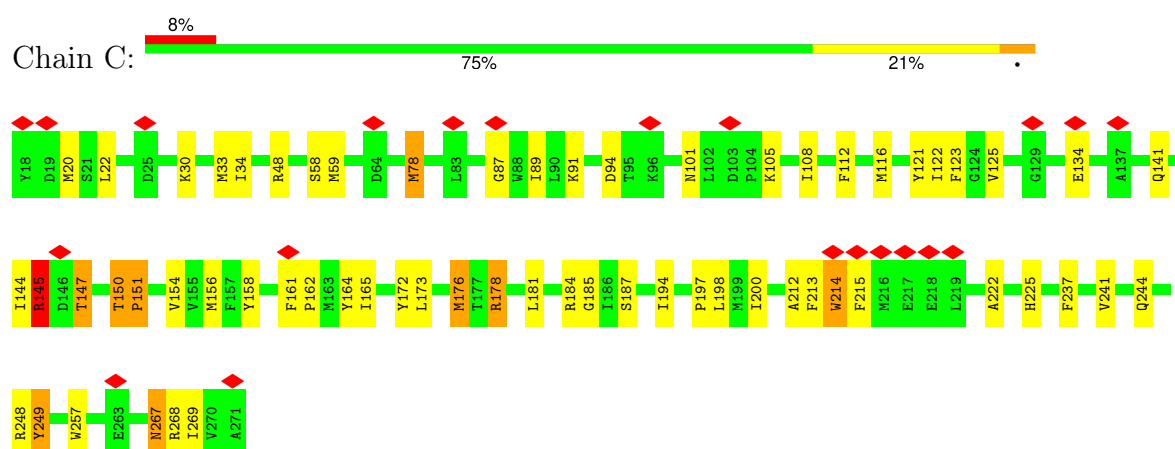 8%
Chain C:
75% 21% •
Y18 D19 M20 S21 L22 D25 K30 M33 I34 R48 S58 M59 D64 M78 L83 G87 W88 I89 L90 K91 D94 T95 K96 N101 L102 D103 P104 K105 I108 F112 M116 Y121 I122 F123 G124 V125 G129 E134 A137 Q141
I144 R145 D146 T147 T150 P151 V154 V155 M156 F157 Y158 F161 P162 M163 Y164 I165 Y172 L173 M176 T177 R178 L181 R184 G185 I186 S187 I194 P197 L198 M199 I200 A212 F213 W214 F215 M216 E217 E218 L219 A222 H225 F237 V241 Q244
R248 Y249 W257 E263 N267 R268 I269 V270 A271